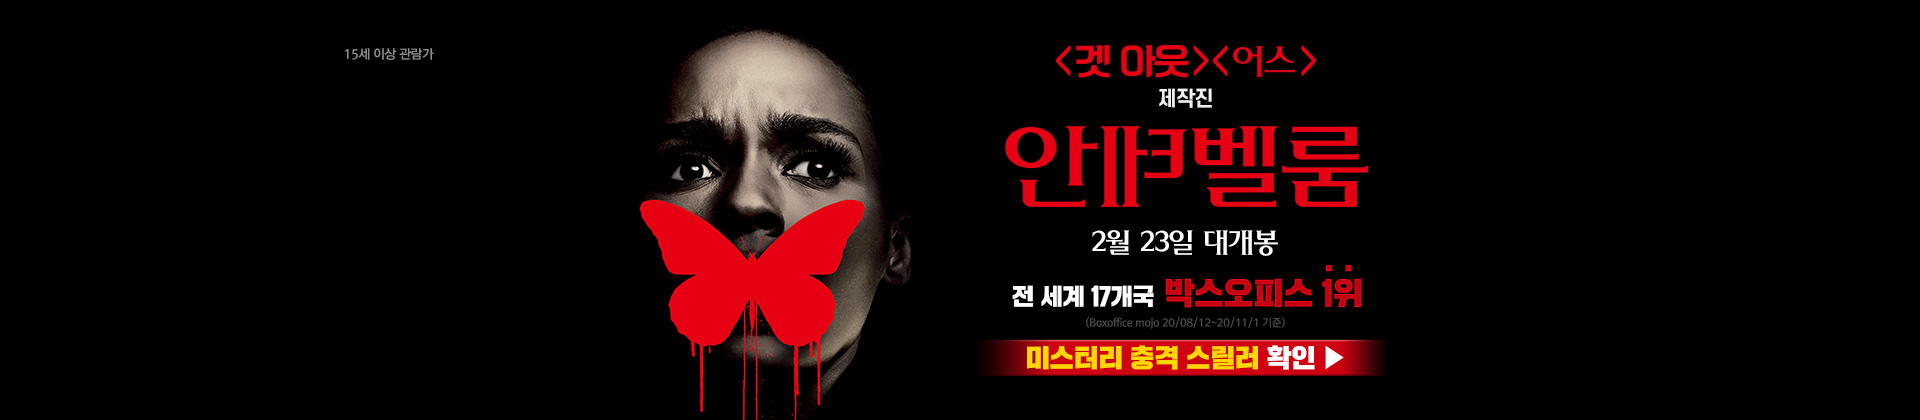 15세 이상 관람가
<겟 아웃><어스>
제작진
안테벨룸
2월 23일 대개봉
전 세계 17개국 박스오피스 1위
(Boxoffice mojo 20/08/12~20/11/1 기준)
미스터리 충격 스릴러 확인 ▶